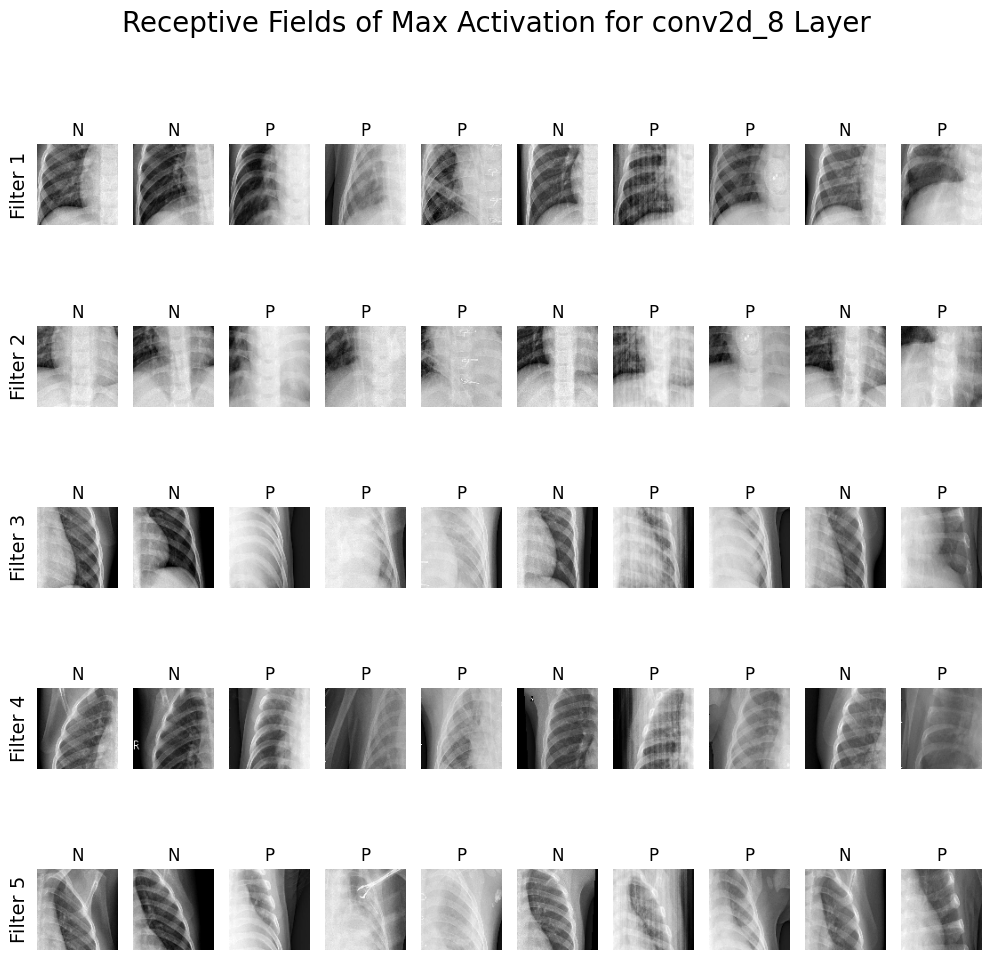 Receptive Fields of Max Activation for conv2d_8 Layer
N N P P P N P P N P
Filter 1
N N P P P N P P N P
Filter 2
N N P P P N P P N P
Filter 3
N N P P P N P P N P
Filter 4
R
N N P P P N P P N P
Filter 5